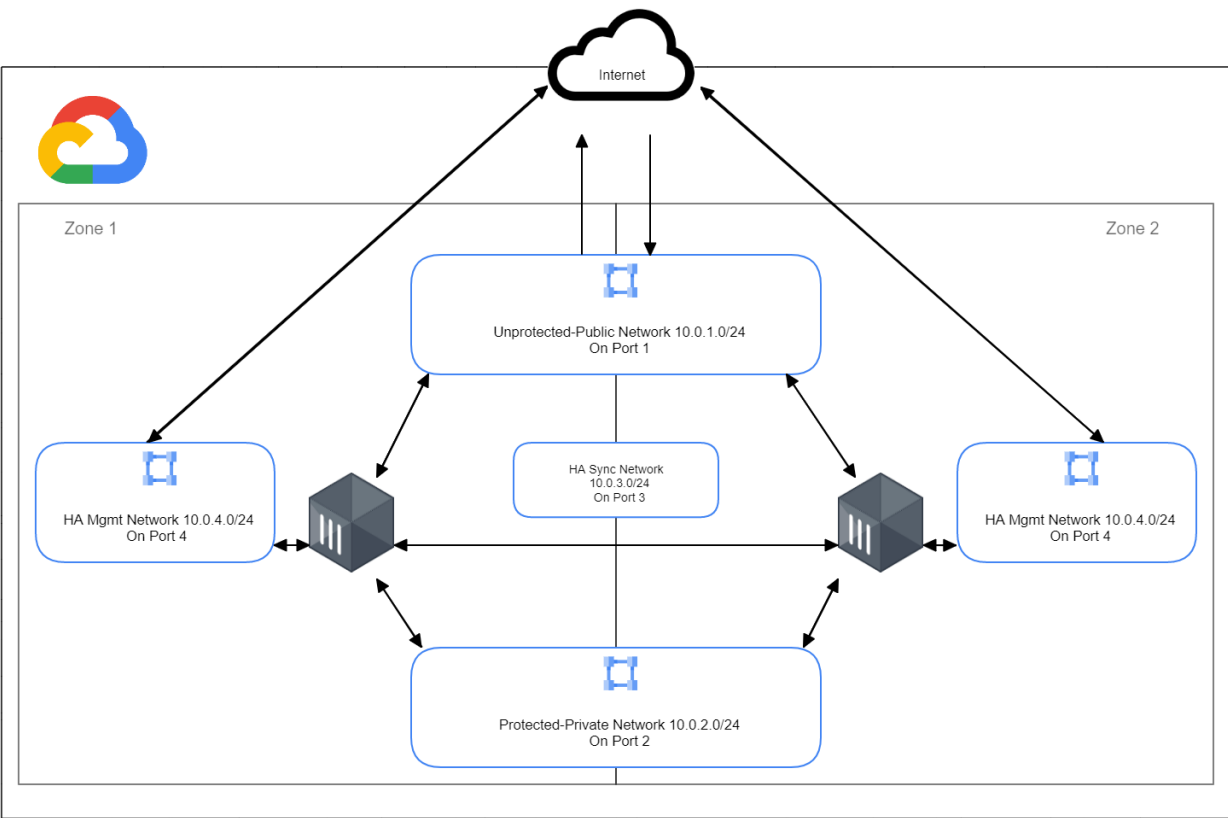 Internet
Zone 1
Zone 2
Unprotected-Public Network 10.0.1.0/24
On Port 1
HA Sync Network
10.0.3.0/24
On Port 3
HA Mgmt Network 10.0.4.0/24
On Port 4
HA Mgmt Network 10.0.4.0/24
On Port 4
Protected-Private Network 10.0.2.0/24
On Port 2